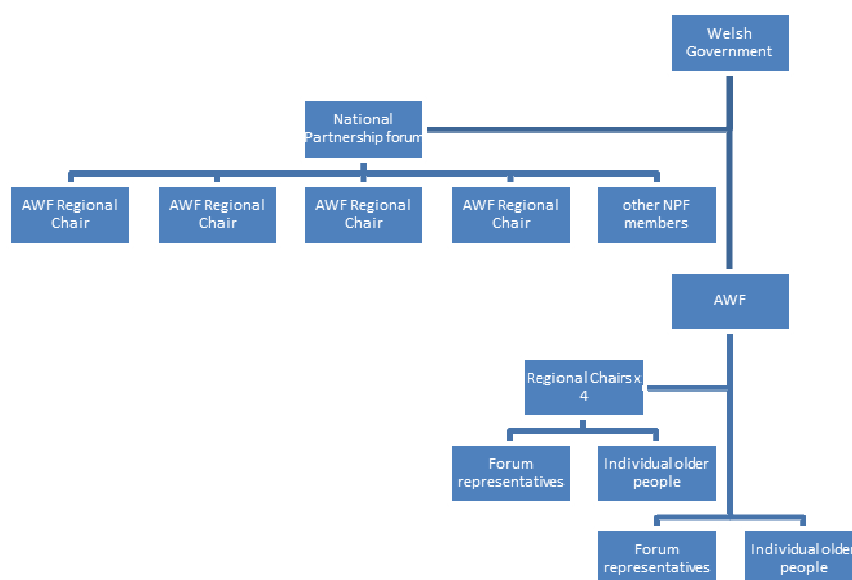 Welsh
Government
National
Partnership forum
AWF Regional
Chair
AWF Regional
Chair
AWF Regional
Chair
AWF Regional
Chair
other NPF
members
AWF
Regional Chairs x
4
Forum
representatives
Individual older
people
Forum
representatives
Individual older
people